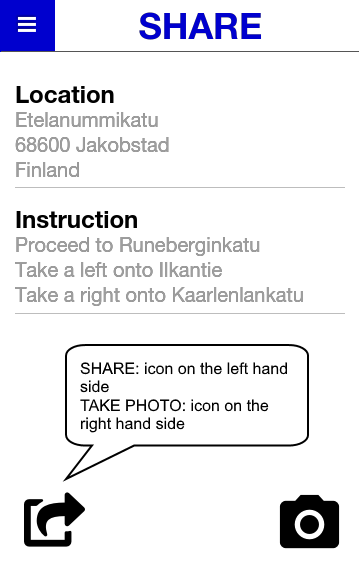 SHARE
Location
Etelanummikatu
68600 Jakobstad
Finland
Instruction
Proceed to Runeberginkatu
Take a left onto Ilkantie
Take a right onto Kaarlenlankatu
SHARE: icon on the left hand
side
TAKE PHOTO: icon on the
right hand side